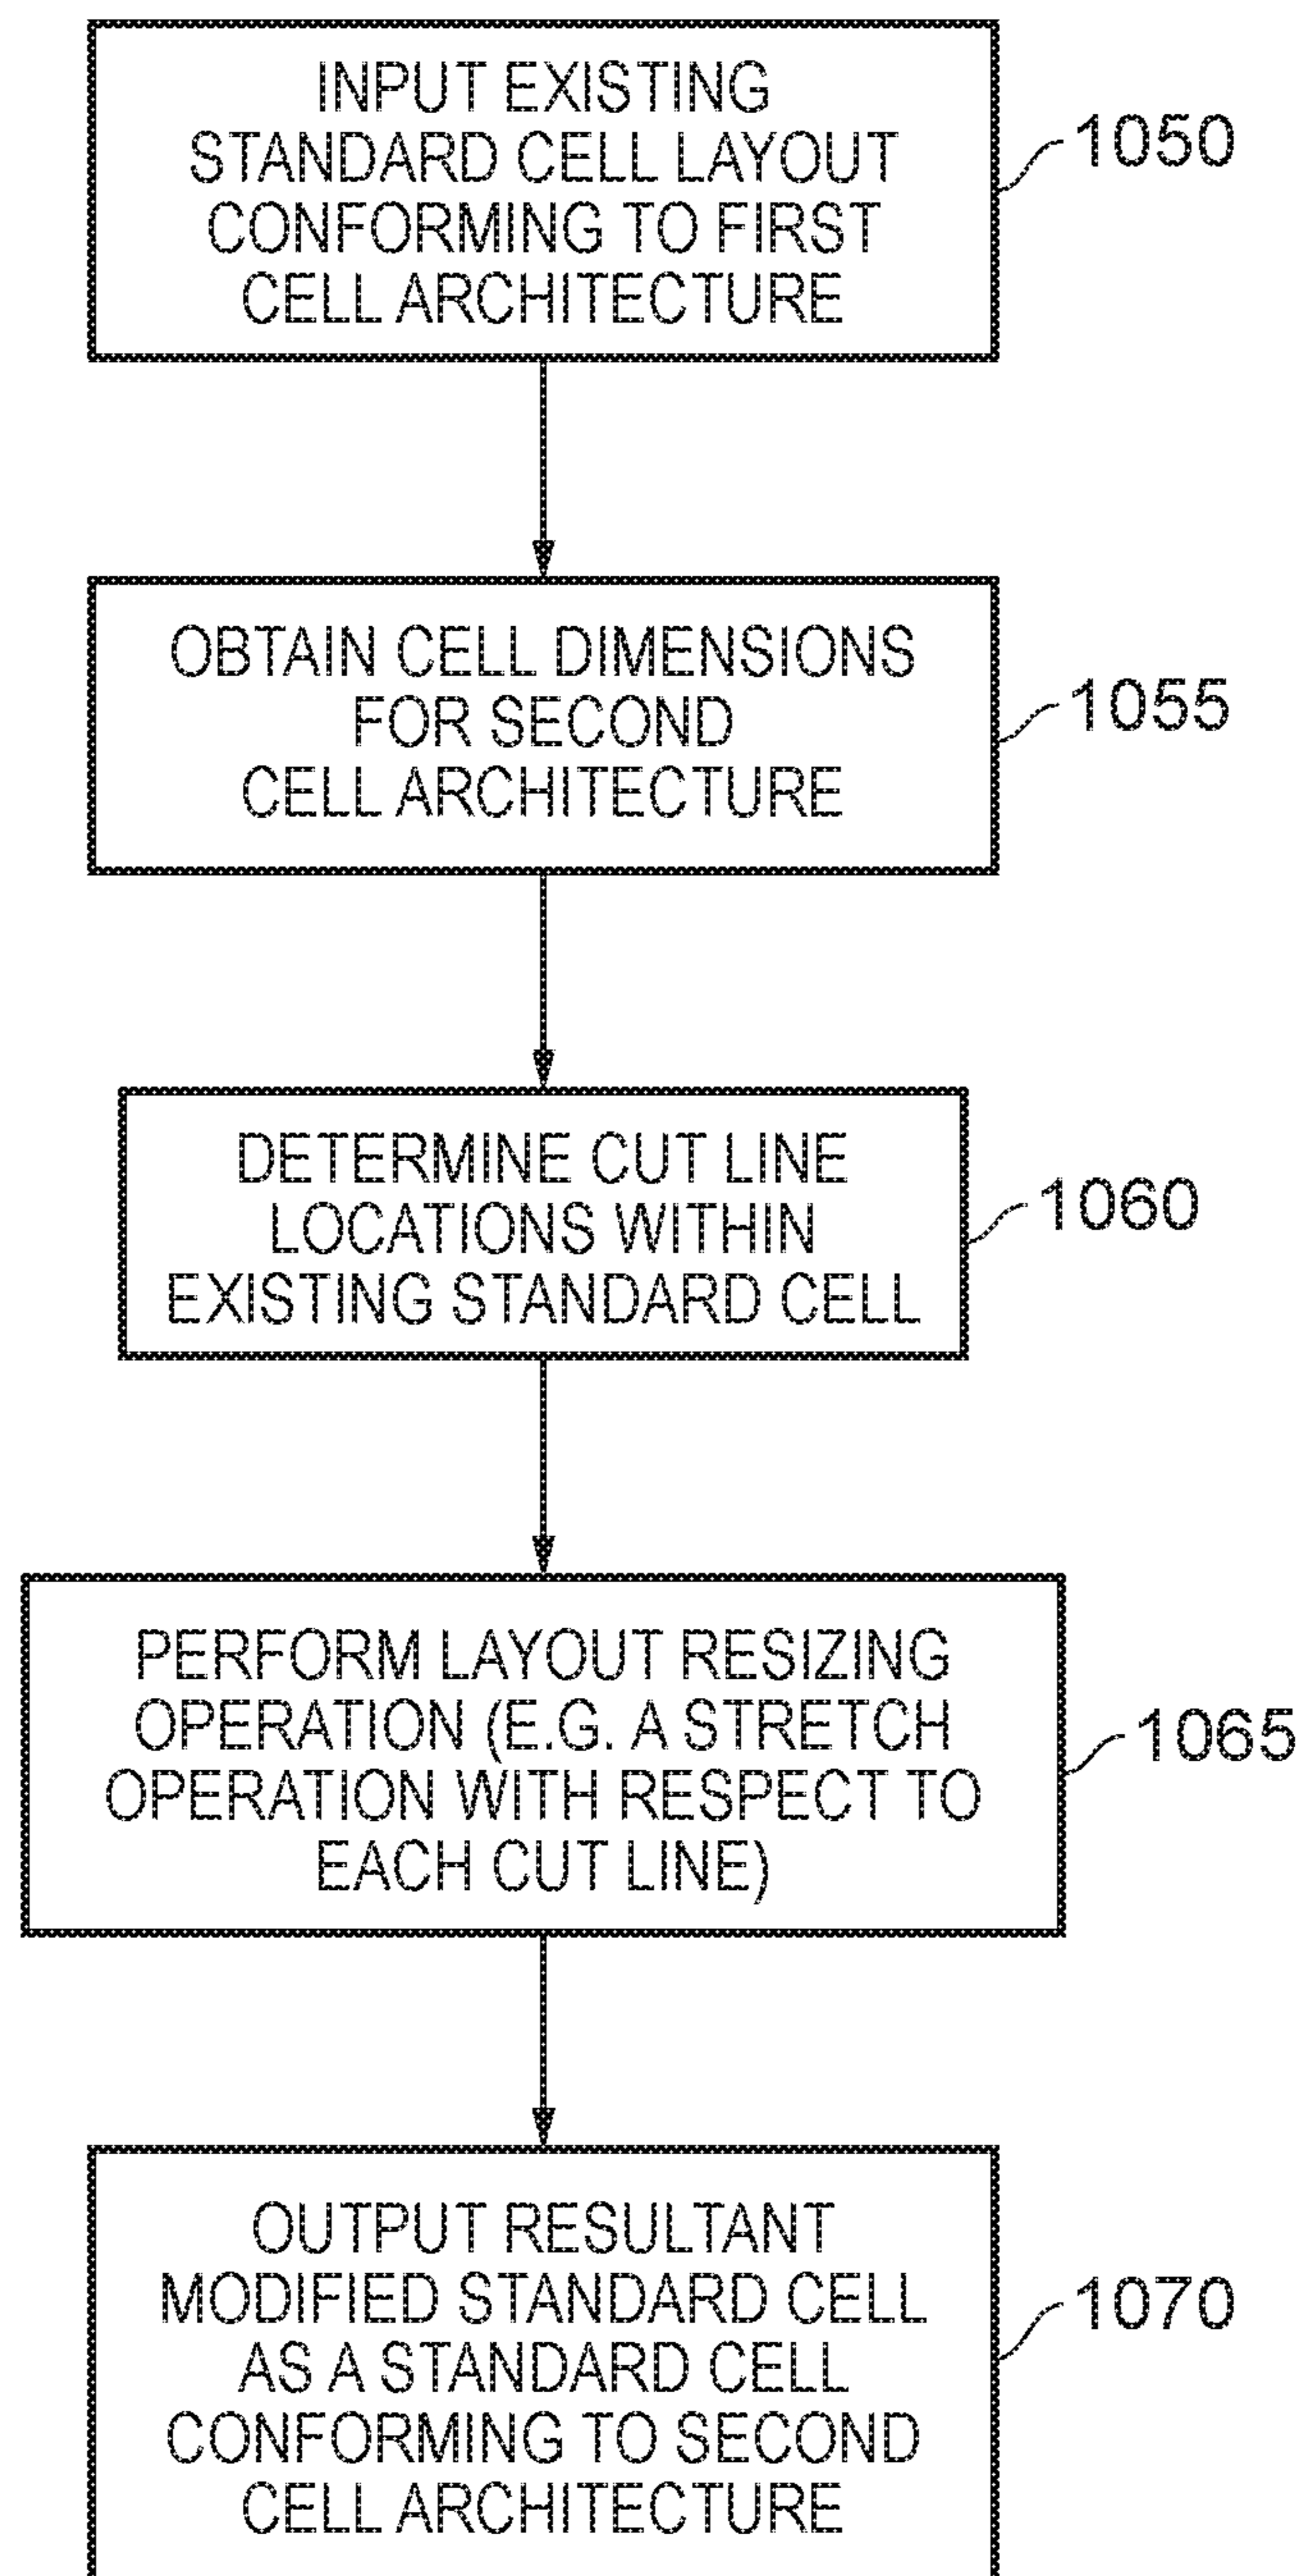 INPUT EXISTING
STANDARD CELL LAYOUT
CONFORMING TO FIRST
CELL ARCHITECTURE
1050
OBTAIN CELL DIMENSIONS
FOR SECOND
CELL ARCHITECTURE
1055
DETERMINE CUT LINE
LOCATIONS WITHIN
EXISTING STANDARD CELL
1060
PERFORM LAYOUT RESIZING
OPERATION (E.G. A STRETCH
OPERATION WITH RESPECT TO
EACH CUT LINE)
1065
OUTPUT RESULTANT
MODIFIED STANDARD CELL
AS A STANDARD CELL
CONFORMING TO SECOND
CELL ARCHITECTURE
1070